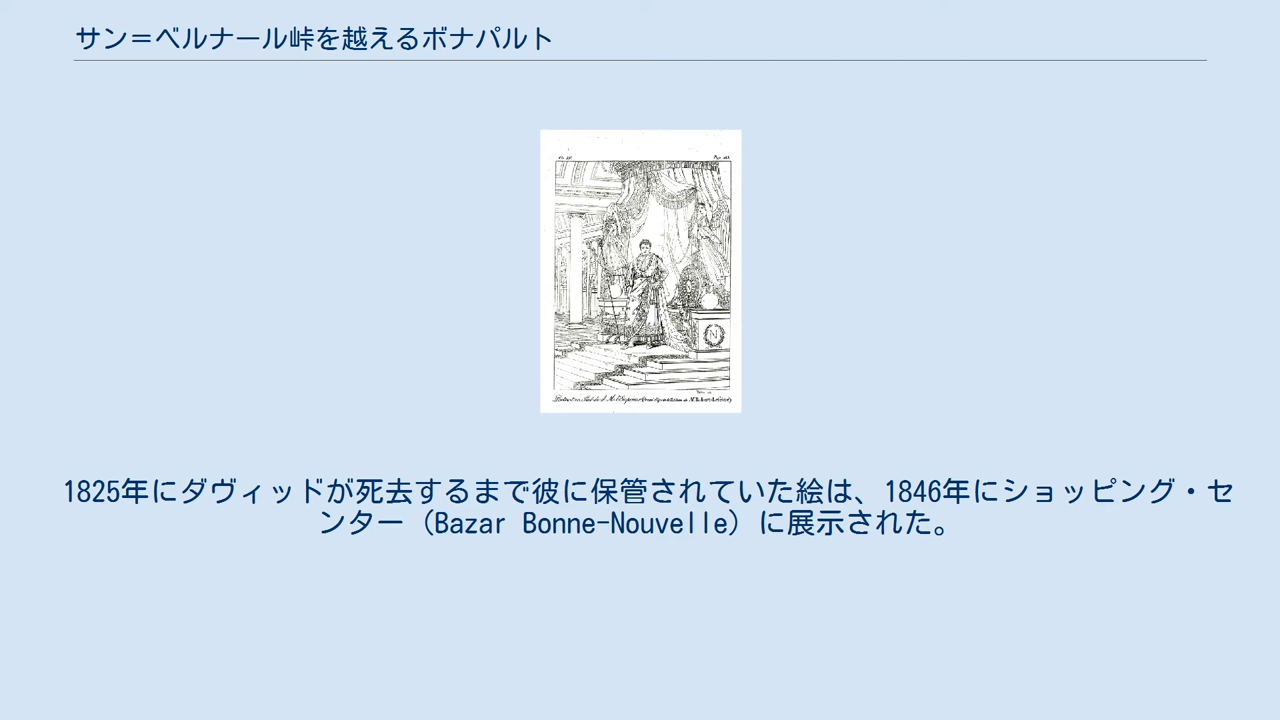 サン＝ベルナール峠を越えるボナパルト
N
1825年にダヴィッドが死去するまで彼に保管されていた絵は、1846年にショッピング・セ
ンター（Bazar Bonne-Nouvelle）に展示された。